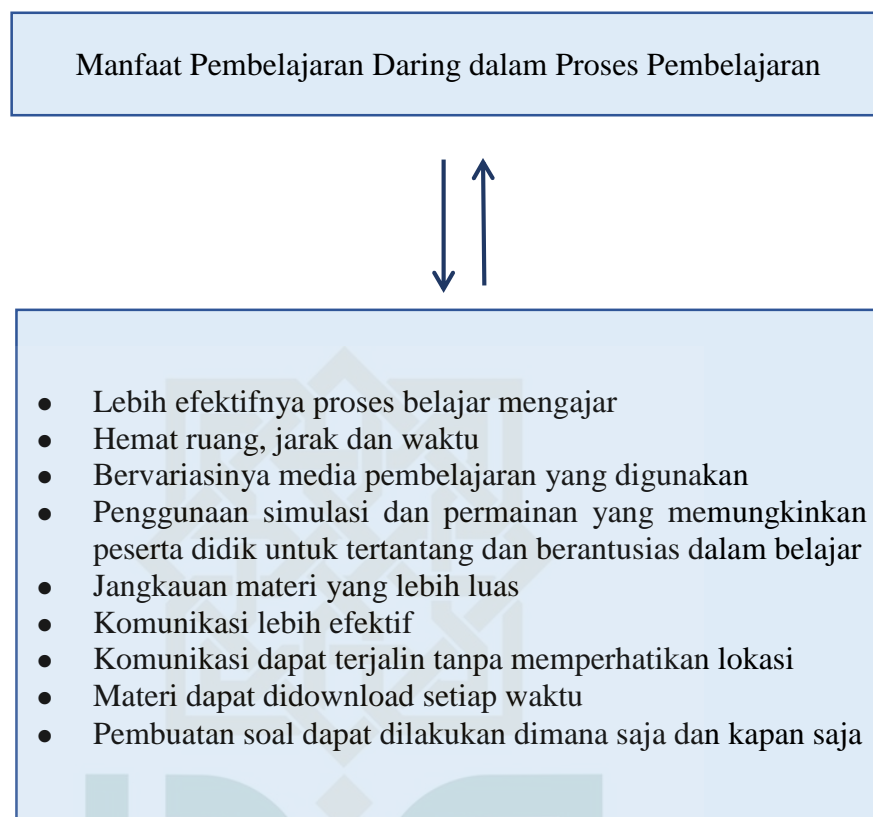 Manfaat Pembelajaran Daring dalam Proses Pembelajaran
● Lebih efektifnya proses belajar mengajar
● Hemat ruang, jarak dan waktu
● Bervariasinya media pembelajaran yang digunakan
● Penggunaan simulasi dan permainan yang memungkinkan
peserta didik untuk tertantang dan berantusias dalam belajar
● Jangkauan materi yang lebih luas
● Komunikasi lebih efektif
● Komunikasi dapat terjalin tanpa memperhatikan lokasi
● Materi dapat didownload setiap waktu
● Pembuatan soal dapat dilakukan dimana saja dan kapan saja